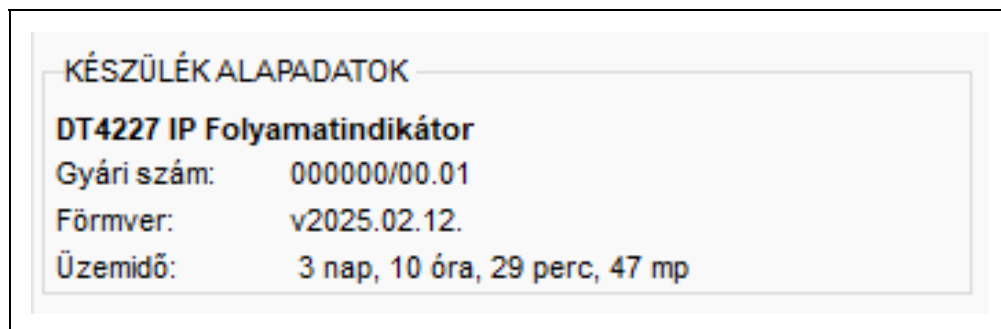 KÉSZÜLÉK ALAPADATOK
DT4227 IP Folyamatindikátor
Gyári szám: 000000/00.01
Förmver: v2025.02.12.
Üzemidő: 3 nap, 10 óra, 29 perc, 47 mp